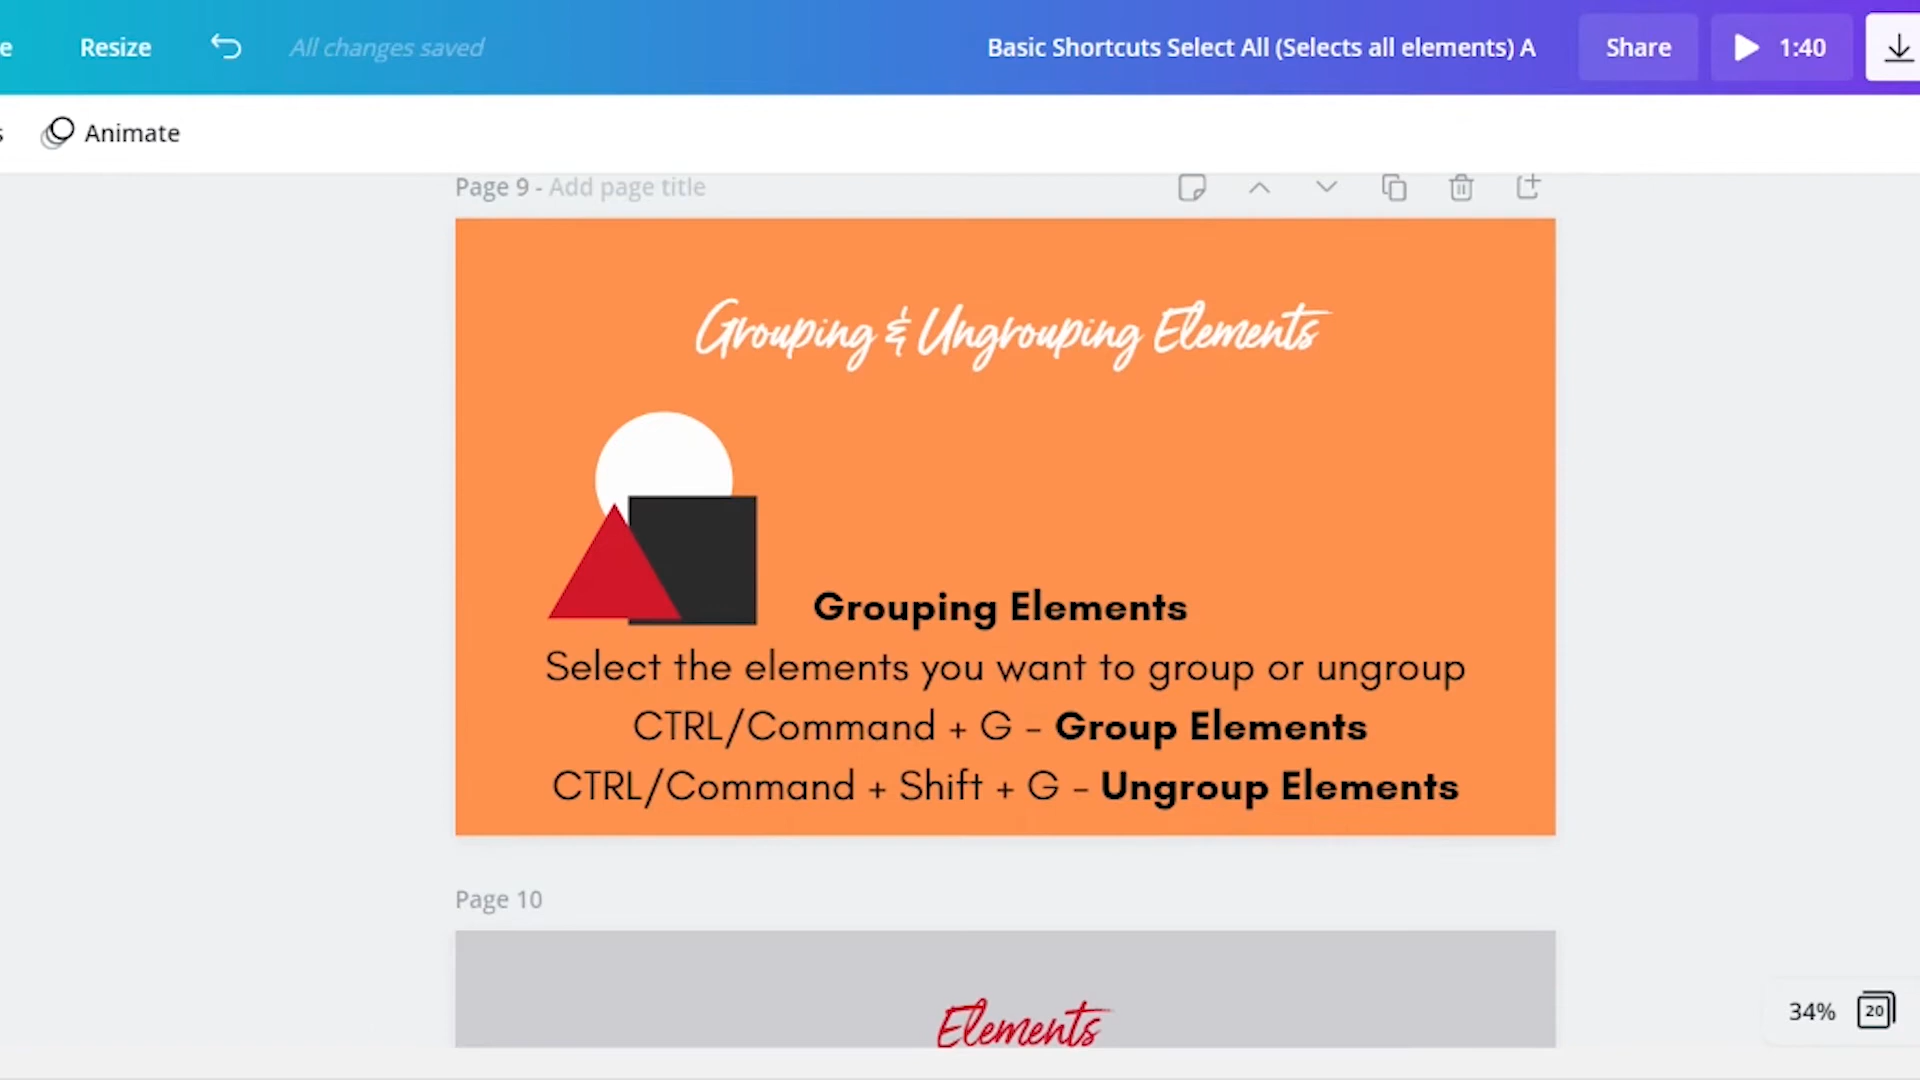 Resize
All changes saved
Basic Shortcuts Select All (Selects all elements) A
Share
1:40
Animate
Page 9 - Add page title
Grouping & Ungrouping Elements
Grouping Elements
Select the elements you want to group or ungroup
CTRL/Command + G - Group Elements
CTRL/Command + Shift + G - Ungroup Elements
Page 10
Elements
34%
20